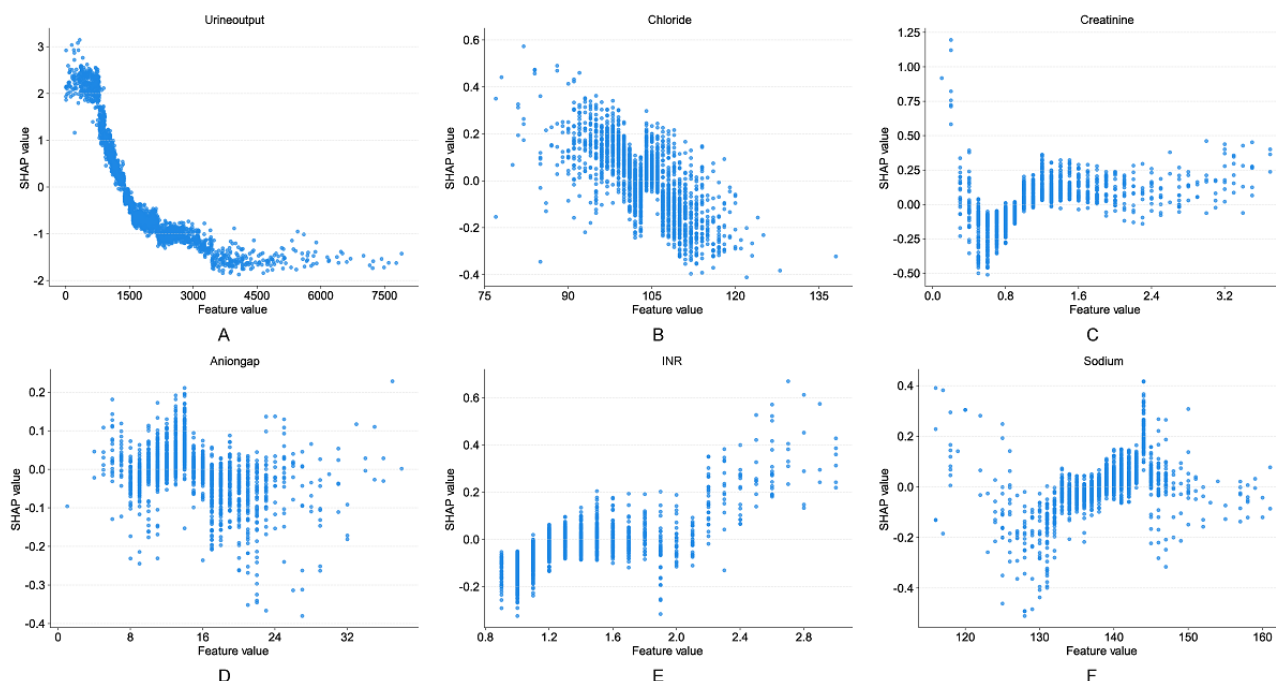 Urineoutput
3
2
1
0
-1
-2
SHAP value
0 1500 3000 4500 6000 7500
Feature value
A
Chloride
0.6
0.4
0.2
0.0
-0.2
-0.4
SHAP value
75 90 105 120 135
Feature value
B
Creatinine
1.25
1.00
0.75
0.50
0.25
0.00
-0.25
-0.50
SHAP value
0.0 0.8 1.6 2.4 3.2
Feature value
C
Aniongap
0.2
0.1
0.0
-0.1
-0.2
-0.3
-0.4
SHAP value
0 8 16 24 32
Feature value
D
INR
0.6
0.4
0.2
0.0
-0.2
SHAP value
0.8 1.2 1.6 2.0 2.4 2.8
Feature value
E
Sodium
0.4
0.2
0.0
-0.2
-0.4
SHAP value
120 130 140 150 160
Feature value
F